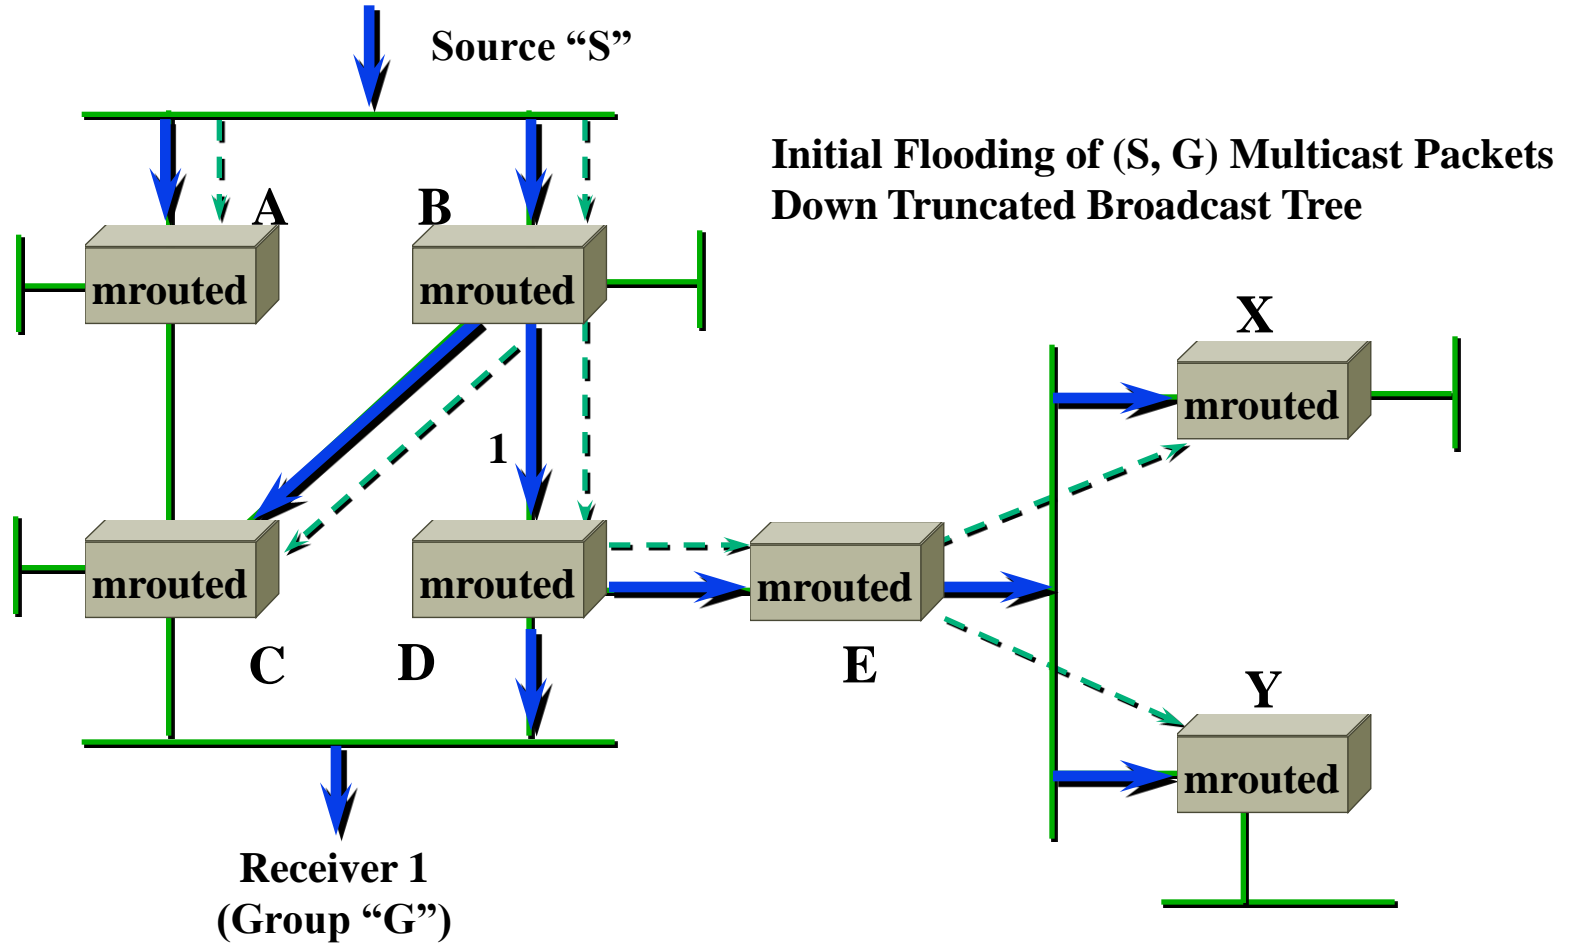 Source “S”
Initial Flooding of (S, G) Multicast Packets
Down Truncated Broadcast Tree
A
B
mrouted
mrouted
X
mrouted
1
mrouted
mrouted
mrouted
C
D
E
Y
mrouted
Receiver 1
(Group “G”)